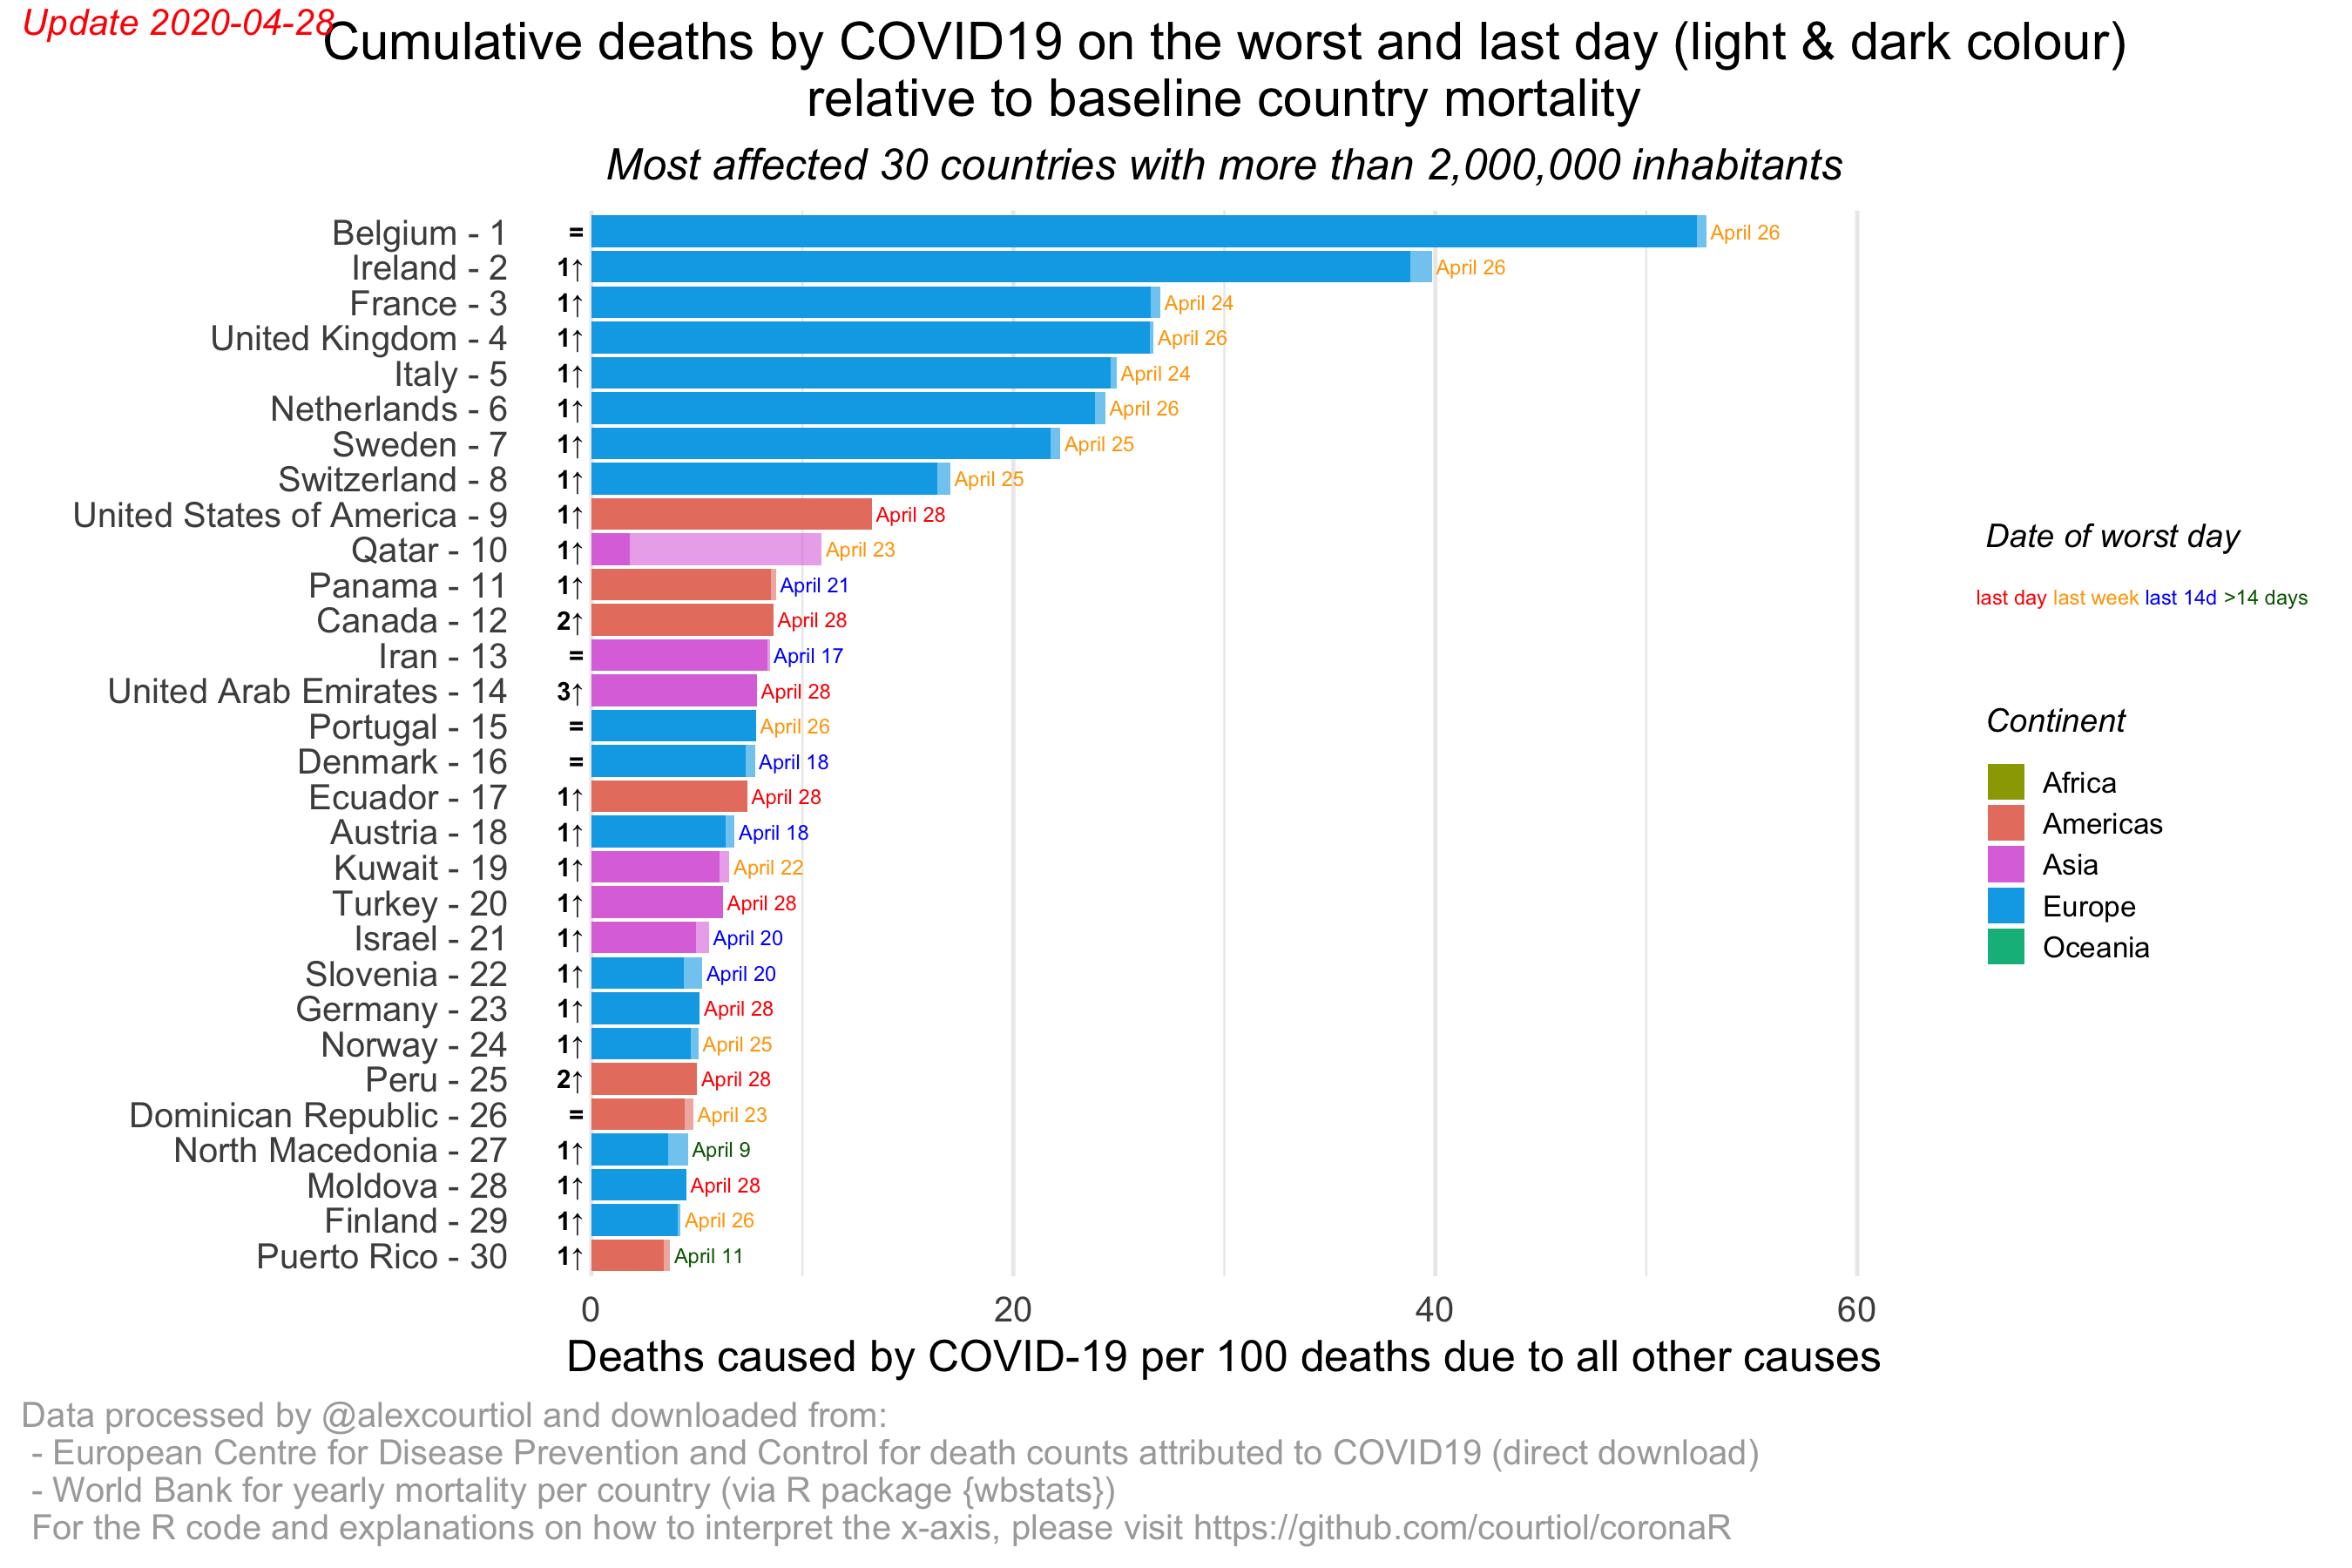 Update 2020-04-28
Cumulative deaths by COVID19 on the worst and last day (light & dark colour)
relative to baseline country mortality
Most affected 30 countries with more than 2,000,000 inhabitants
Belgium - 1 = April 26
Ireland - 2 1↑ April 26
France - 3 1↑ April 24
United Kingdom - 4 1↑ April 26
Italy - 5 1↑ April 24
Netherlands - 6 1↑ April 26
Sweden - 7 1↑ April 25
Switzerland - 8 1↑ April 25
United States of America - 9 1↑ April 28
Qatar - 10 1↑ April 23
Panama - 11 1↑ April 21
Canada - 12 2↑ April 28
Iran - 13 = April 17
United Arab Emirates - 14 3↑ April 28
Portugal - 15 = April 26
Denmark - 16 = April 18
Ecuador - 17 1↑ April 28
Austria - 18 1↑ April 18
Kuwait - 19 1↑ April 22
Turkey - 20 1↑ April 28
Israel - 21 1↑ April 20
Slovenia - 22 1↑ April 20
Germany - 23 1↑ April 28
Norway - 24 1↑ April 25
Peru - 25 2↑ April 28
Dominican Republic - 26 = April 23
North Macedonia - 27 1↑ April 9
Moldova - 28 1↑ April 28
Finland - 29 1↑ April 26
Puerto Rico - 30 1↑ April 11
0 20 40 60
Deaths caused by COVID-19 per 100 deaths due to all other causes
Date of worst day
last day last week last 14d >14 days
Continent
Africa
Americas
Asia
Europe
Oceania
Data processed by @alexcourtiol and downloaded from:
- European Centre for Disease Prevention and Control for death counts attributed to COVID19 (direct download)
- World Bank for yearly mortality per country (via R package {wbstats})
For the R code and explanations on how to interpret the x-axis, please visit https://github.com/courtiol/coronaR